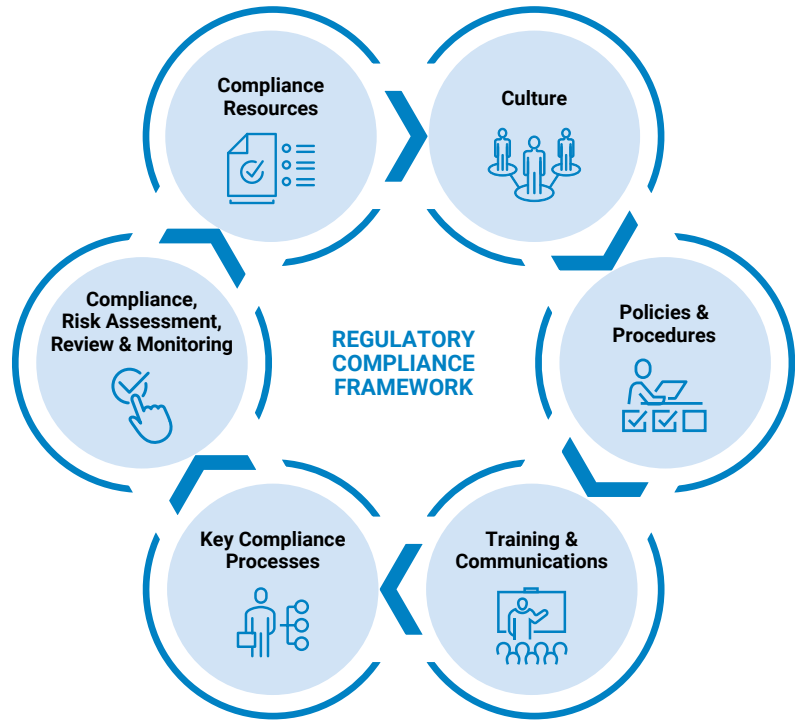 Compliance
Resources
Culture
Policies &
Procedures
Training &
Communications
Key Compliance
Processes
Compliance,
Risk Assessment,
Review & Monitoring
REGULATORY
COMPLIANCE
FRAMEWORK